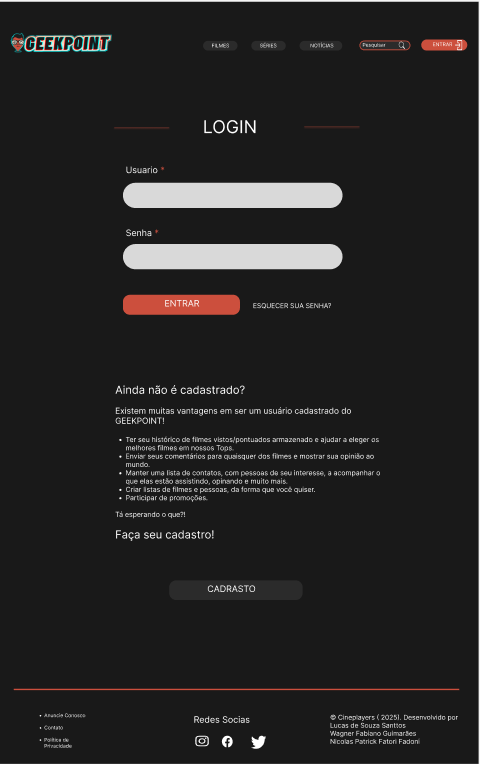 GEEKPOINT
FILMES SÉRIES NOTÍCIAS Pesquisar ENTRAR
LOGIN
Usuario *
Senha *
ENTRAR ESQUECER SUA SENHA?
Ainda não é cadastrado?
Existem muitas vantagens em ser um usuário cadastrado do
GEEKPOINT!
• Ter seu histórico de filmes vistos/pontuados armazenado e ajudar a eleger os
melhores filmes em nossos Tops.
• Enviar seus comentários para quaisquer dos filmes e mostrar sua opinião ao
mundo.
• Manter uma lista de contatos, com pessoas de seu interesse, a acompanhar o
que elas estão assistindo, opinando e muito mais.
• Criar listas de filmes e pessoas, da forma que você quiser.
• Participar de promoções.
Tá esperando o que?!
Faça seu cadastro!
CADRASTO
• Anuncie Conosco
• Contato
• Política de
Privacidade
Redes Socias
© Cineplayers ( 2025). Desenvolvido por
Lucas de Souza Santtos
Wagner Fabiano Guimarães
Nicolas Patrick Fatori Fadoni